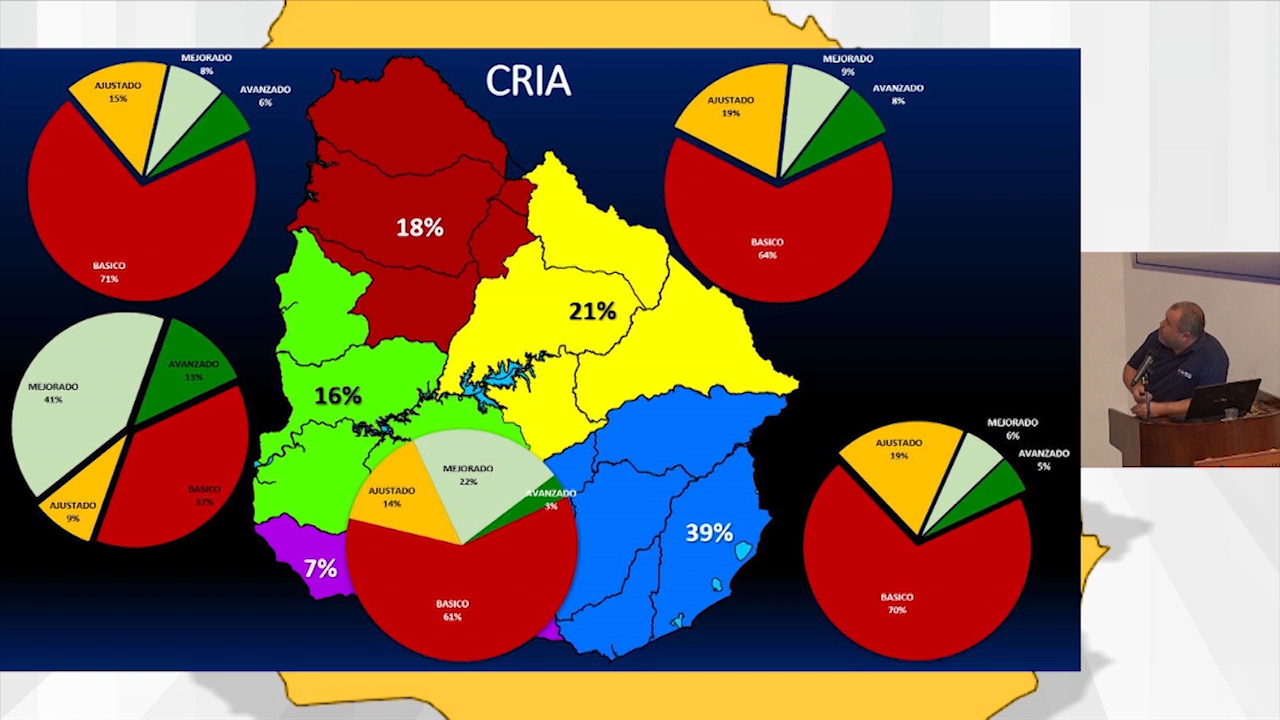 CRIA
MEJORADO
8%
AJUSTADO
15%
AVANZADO
6%
BASICO
71%
MEJORADO
9%
AJUSTADO
19%
AVANZADO
8%
BASICO
64%
18%
21%
16%
39%
7%
MEJORADO
41%
AVANZADO
13%
BASICO
37%
AJUSTADO
9%
MEJORADO
22%
AJUSTADO
14%
AVANZADO
3%
BASICO
61%
MEJORADO
6%
AJUSTADO
19%
AVANZADO
5%
BASICO
70%